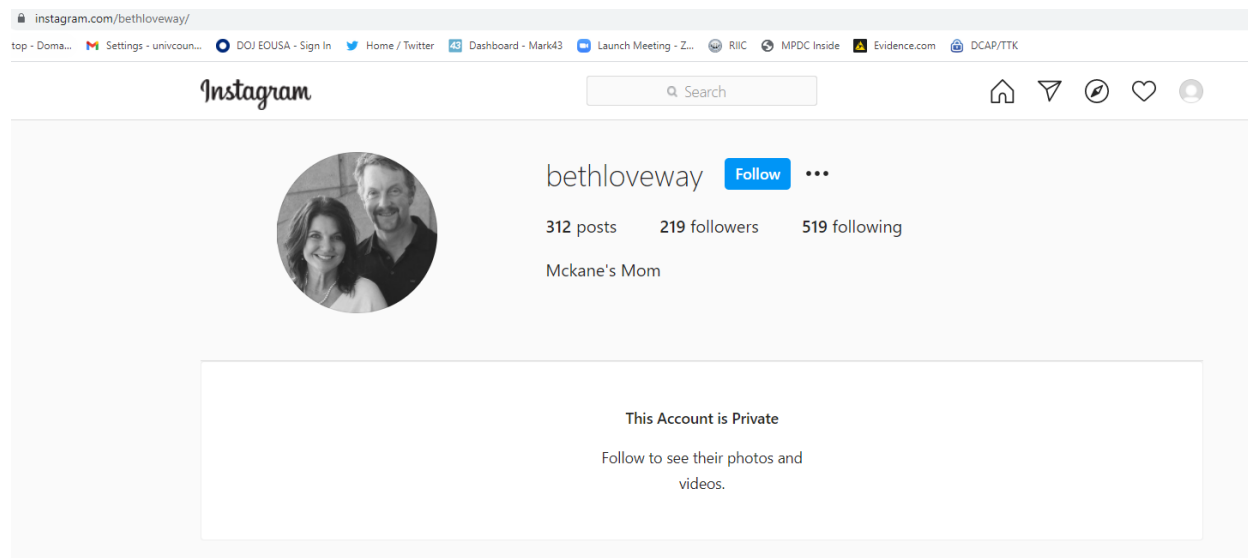 instagram.com/bethloveway/
top - Doma... Settings - univcoun... DOJ EOUSA - Sign In Home / Twitter 43 Dashboard - Mark43 Launch Meeting - Z... RIIC MPDC Inside Evidence.com DCAP/TTK
Instagram Search
bethloveway Follow
312 posts 219 followers 519 following
Mckane's Mom
This Account is Private
Follow to see their photos and
videos.